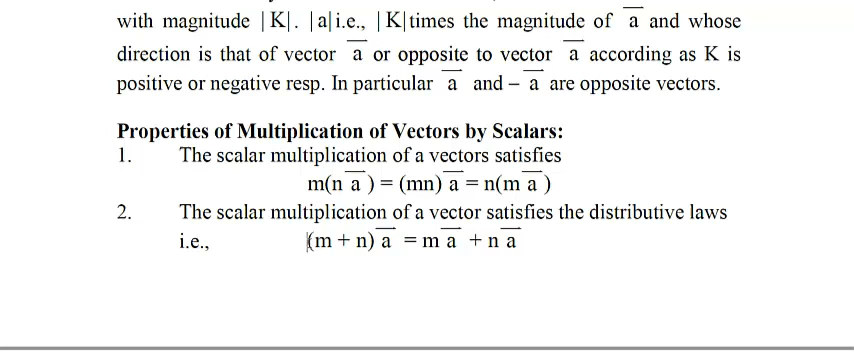 with magnitude |K|. |a|i.e., |K|times the magnitude of a̅ and whose
direction is that of vector a̅ or opposite to vector a̅ according as K is
positive or negative resp. In particular a̅ and – a̅ are opposite vectors.
Properties of Multiplication of Vectors by Scalars:
1. The scalar multiplication of a vectors satisfies
m(n a̅ ) = (mn) a̅ = n(m a̅ )
2. The scalar multiplication of a vector satisfies the distributive laws
i.e., (m + n) a̅ = m a̅ + n a̅